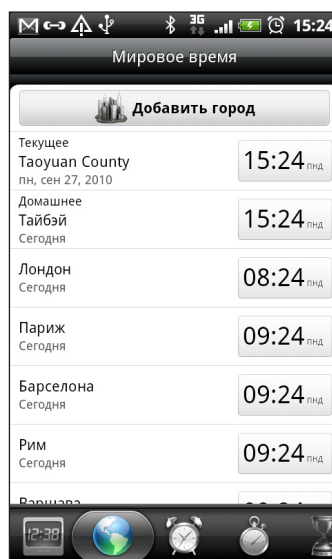 3G 15:24
Мировое время
Добавить город
Текущее
Taoyuan County
пн, сен 27, 2010
15:24 пнд
Домашнее
Тайбэй
Сегодня
15:24 пнд
Лондон
Сегодня
08:24 пнд
Париж
Сегодня
09:24 пнд
Барселона
Сегодня
09:24 пнд
Рим
Сегодня
09:24 пнд
Варшава
12:38